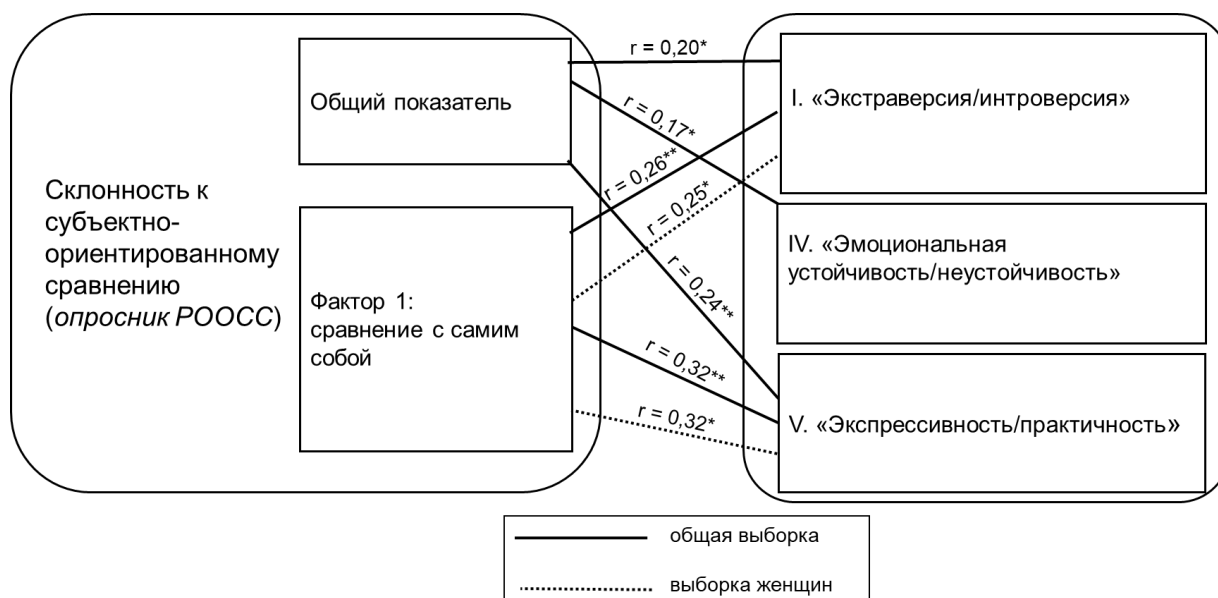 Склонность к
субъектно-
ориентированному
сравнению
(опросник РООСС)
Общий показатель
Фактор 1:
сравнение с самим
собой
r = 0,20*
r = 0,17*
r = 0,26**
r = 0,25*
r = 0,24**
r = 0,32**
r = 0,32*
I. «Экстраверсия/интроверсия»
IV. «Эмоциональная
устойчивость/неустойчивость»
V. «Экспрессивность/практичность»
общая выборка
выборка женщин